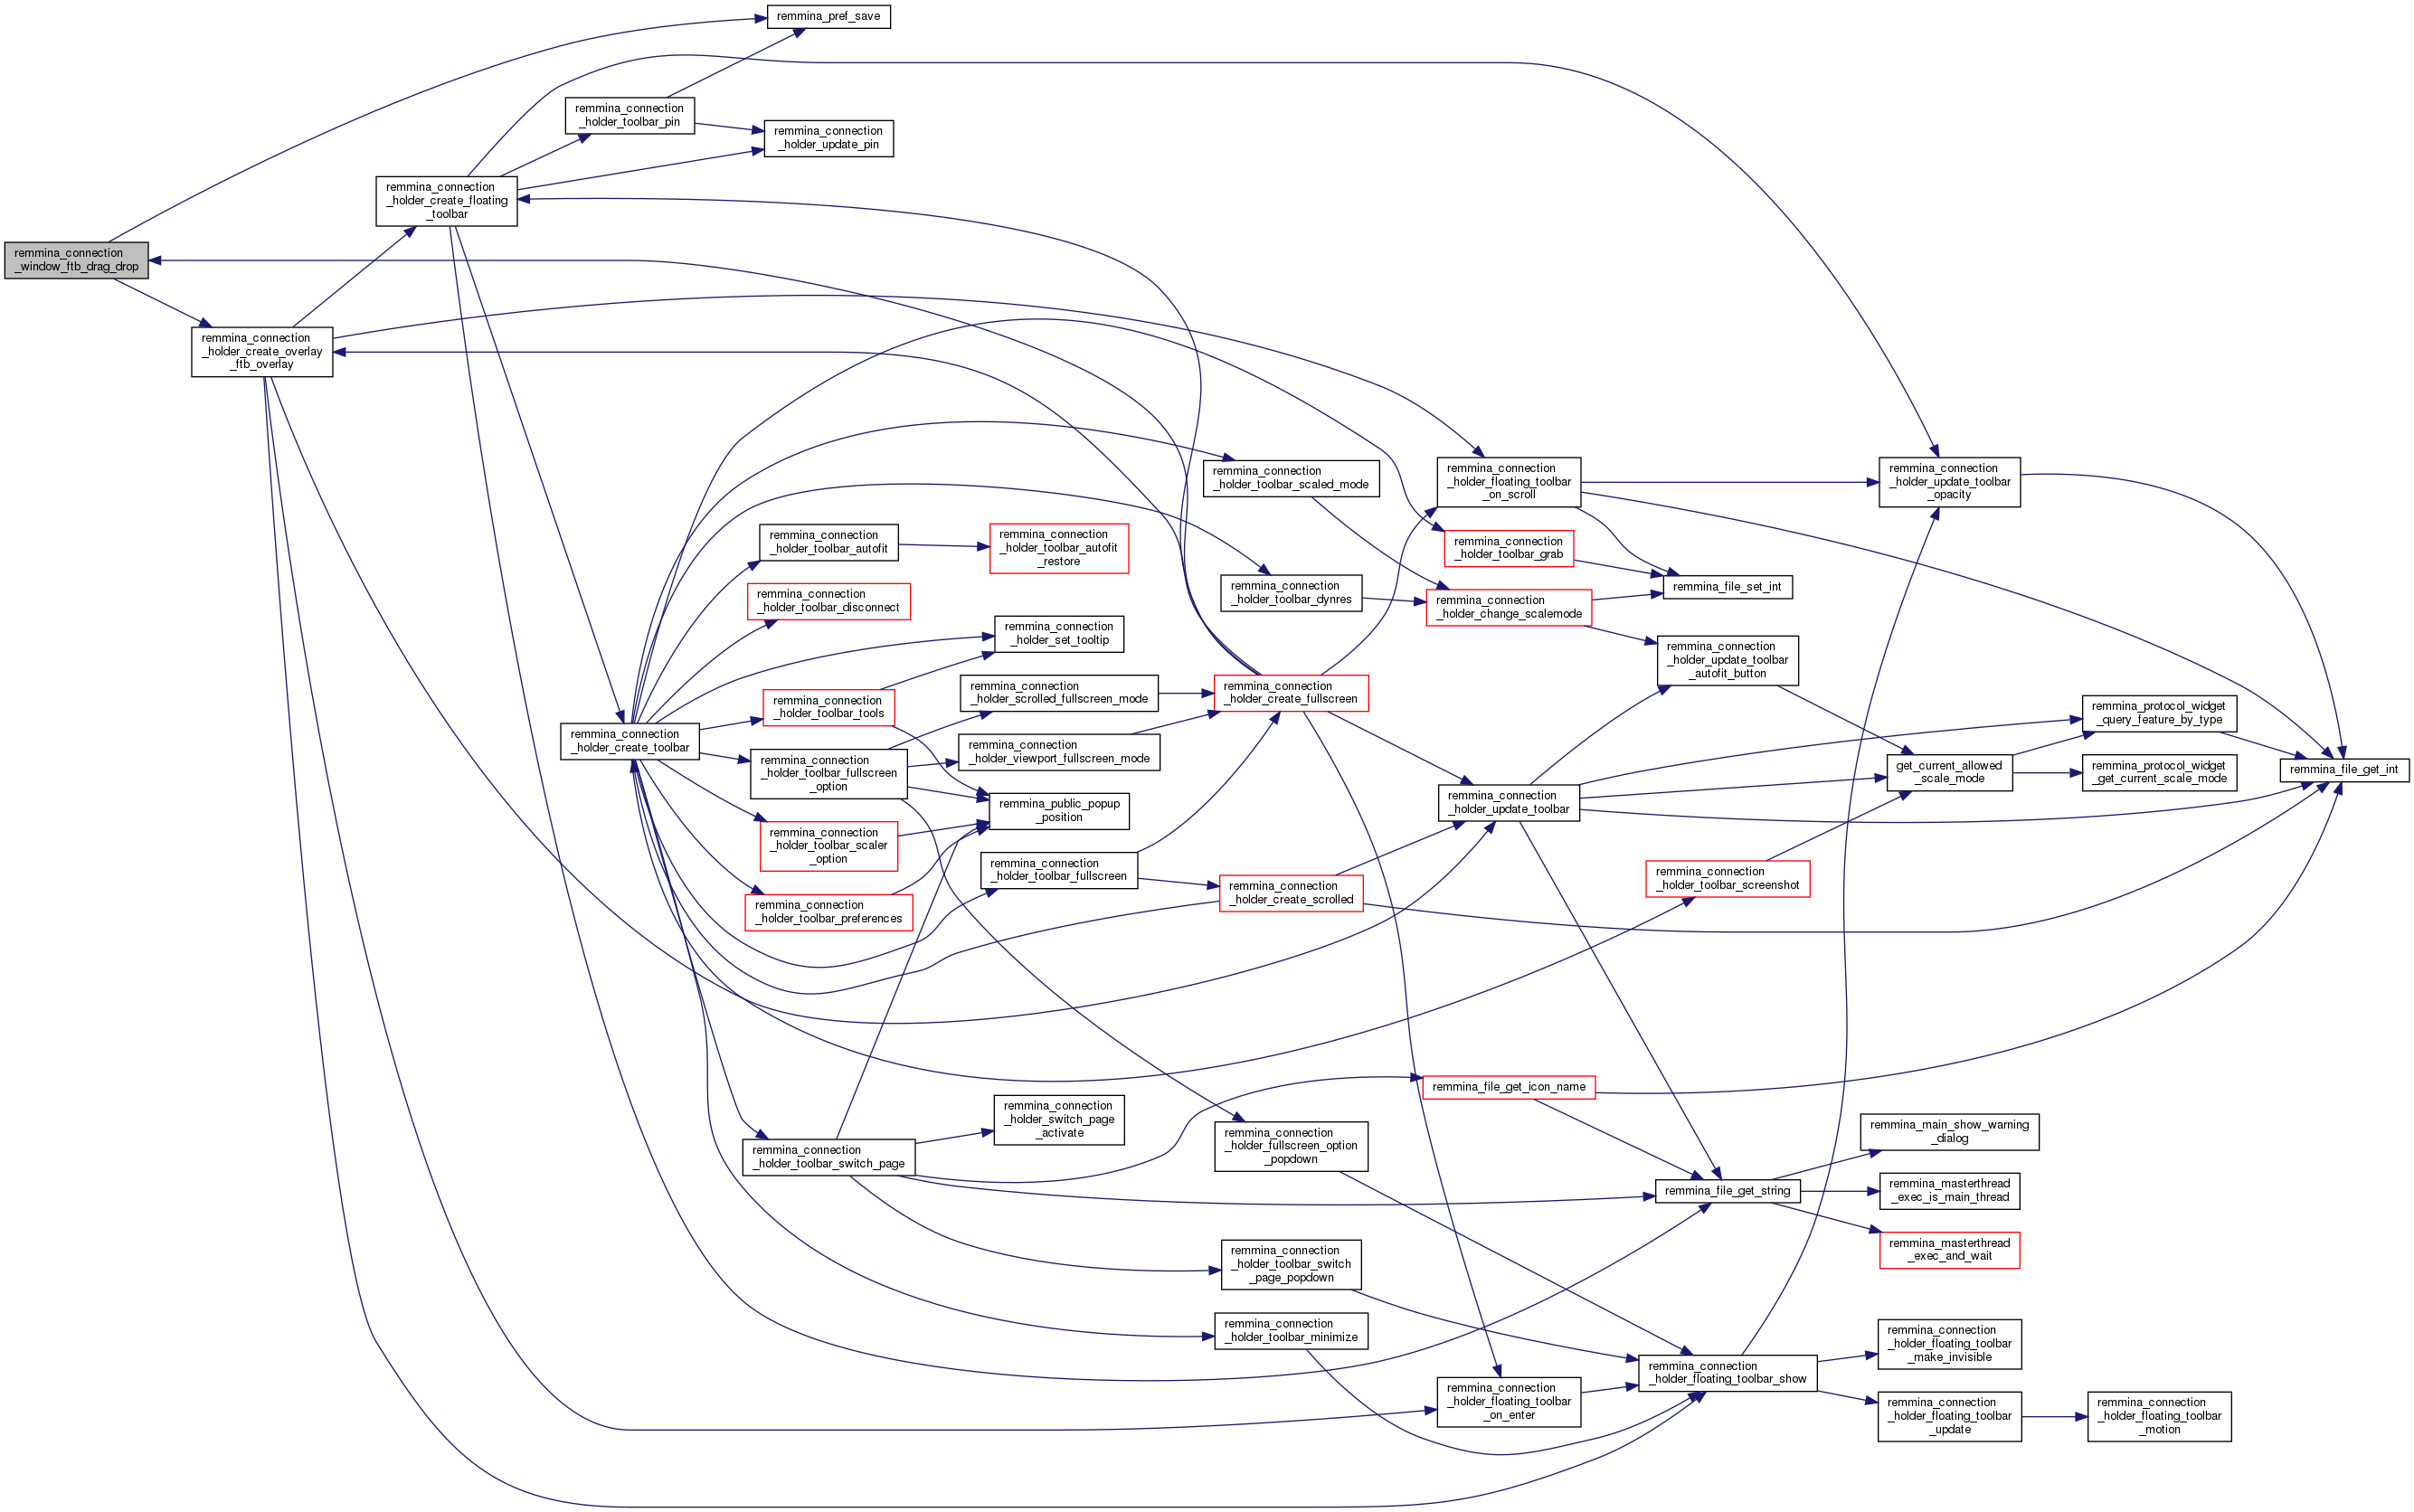 remmina_pref_save
remmina_connection
_holder_toolbar_pin
remmina_connection
_holder_update_pin
remmina_connection
_holder_create_floating
_toolbar
remmina_connection
_window_ftb_drag_drop
remmina_connection
_holder_create_overlay
_ftb_overlay
remmina_connection
_holder_toolbar_scaled_mode
remmina_connection
_holder_floating_toolbar
_on_scroll
remmina_connection
_holder_update_toolbar
_opacity
remmina_connection
_holder_toolbar_autofit
remmina_connection
_holder_toolbar_autofit
_restore
remmina_connection
_holder_toolbar_grab
remmina_connection
_holder_toolbar_disconnect
remmina_connection
_holder_toolbar_dynres
remmina_connection
_holder_change_scalemode
remmina_file_set_int
remmina_connection
_holder_set_tooltip
remmina_connection
_holder_update_toolbar
_autofit_button
remmina_connection
_holder_toolbar_tools
remmina_connection
_holder_scrolled_fullscreen_mode
remmina_connection
_holder_create_fullscreen
remmina_protocol_widget
_query_feature_by_type
remmina_connection
_holder_create_toolbar
remmina_connection
_holder_toolbar_fullscreen
_option
remmina_connection
_holder_viewport_fullscreen_mode
get_current_allowed
_scale_mode
remmina_protocol_widget
_get_current_scale_mode
remmina_file_get_int
remmina_public_popup
_position
remmina_connection
_holder_update_toolbar
remmina_connection
_holder_toolbar_scaler
_option
remmina_connection
_holder_toolbar_fullscreen
remmina_connection
_holder_toolbar_preferences
remmina_connection
_holder_create_scrolled
remmina_connection
_holder_toolbar_screenshot
remmina_file_get_icon_name
remmina_connection
_holder_switch_page
_activate
remmina_connection
_holder_toolbar_switch_page
remmina_connection
_holder_fullscreen_option
_popdown
remmina_main_show_warning
_dialog
remmina_file_get_string
remmina_masterthread
_exec_is_main_thread
remmina_masterthread
_exec_and_wait
remmina_connection
_holder_toolbar_switch
_page_popdown
remmina_connection
_holder_toolbar_minimize
remmina_connection
_holder_floating_toolbar
_make_invisible
remmina_connection
_holder_floating_toolbar_show
remmina_connection
_holder_floating_toolbar
_on_enter
remmina_connection
_holder_floating_toolbar
_update
remmina_connection
_holder_floating_toolbar
_motion